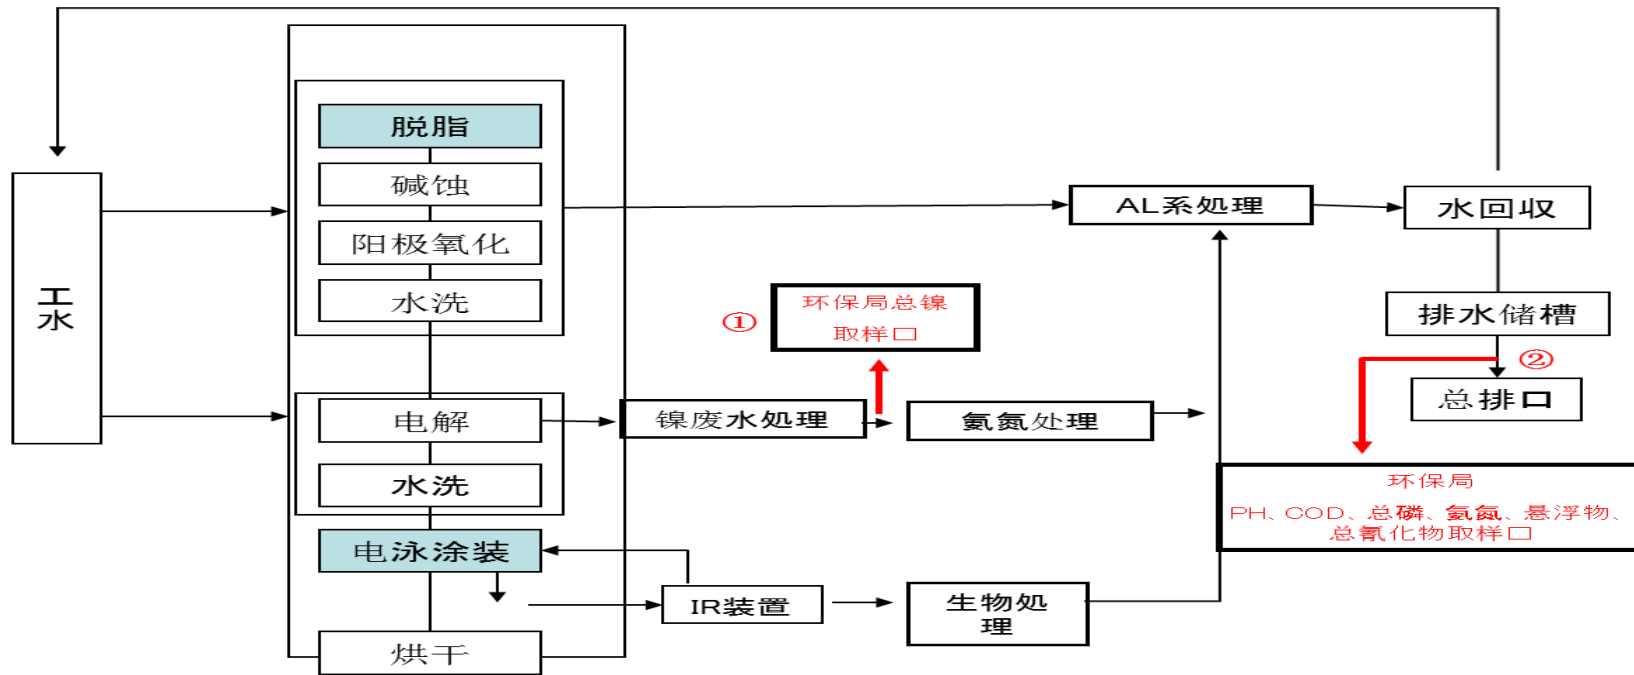 脱脂
碱蚀
阳极氧化
水洗
工
水
AL系处理
水回收
①
环保局总镍
取样口
排水储槽
②
总排口
电解
镍废水处理
氨氮处理
水洗
环保局
PH、COD、总磷、氨氮、悬浮物、
总氰化物取样口
电泳涂装
IR装置
生物处
理
烘干